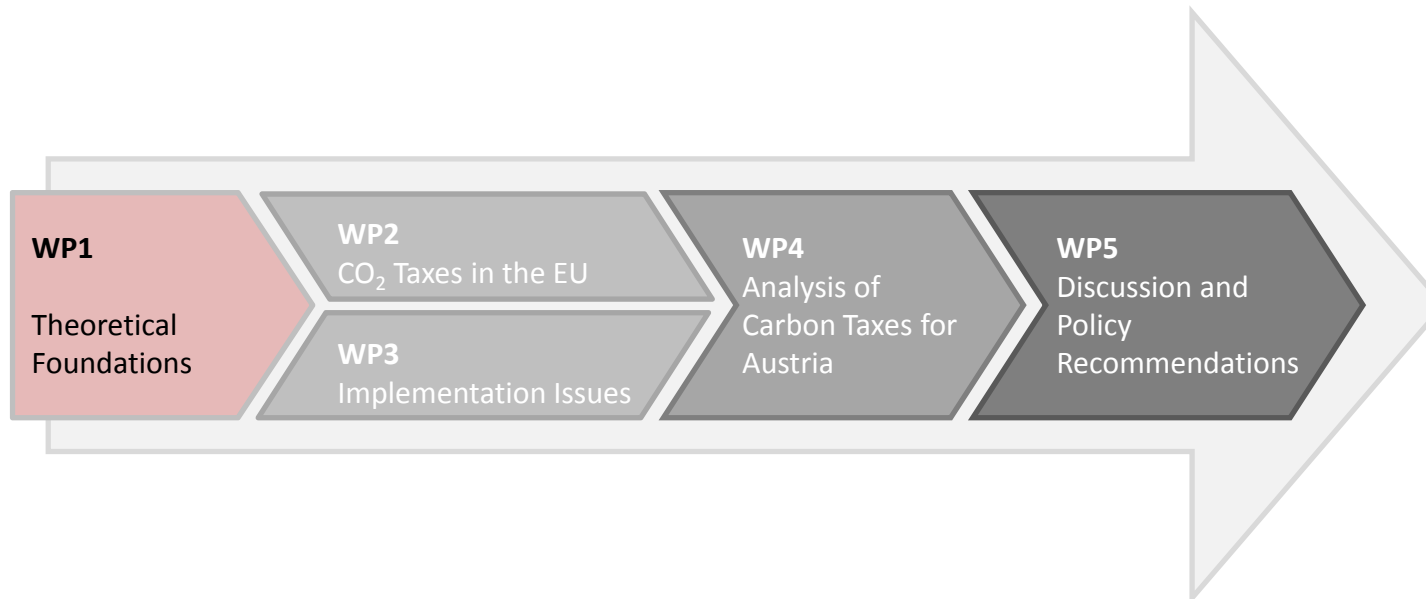 WP1
Theoretical
Foundations
WP2
CO₂ Taxes in the EU
WP3
Implementation Issues
WP4
Analysis of
Carbon Taxes for
Austria
WP5
Discussion and
Policy
Recommendations